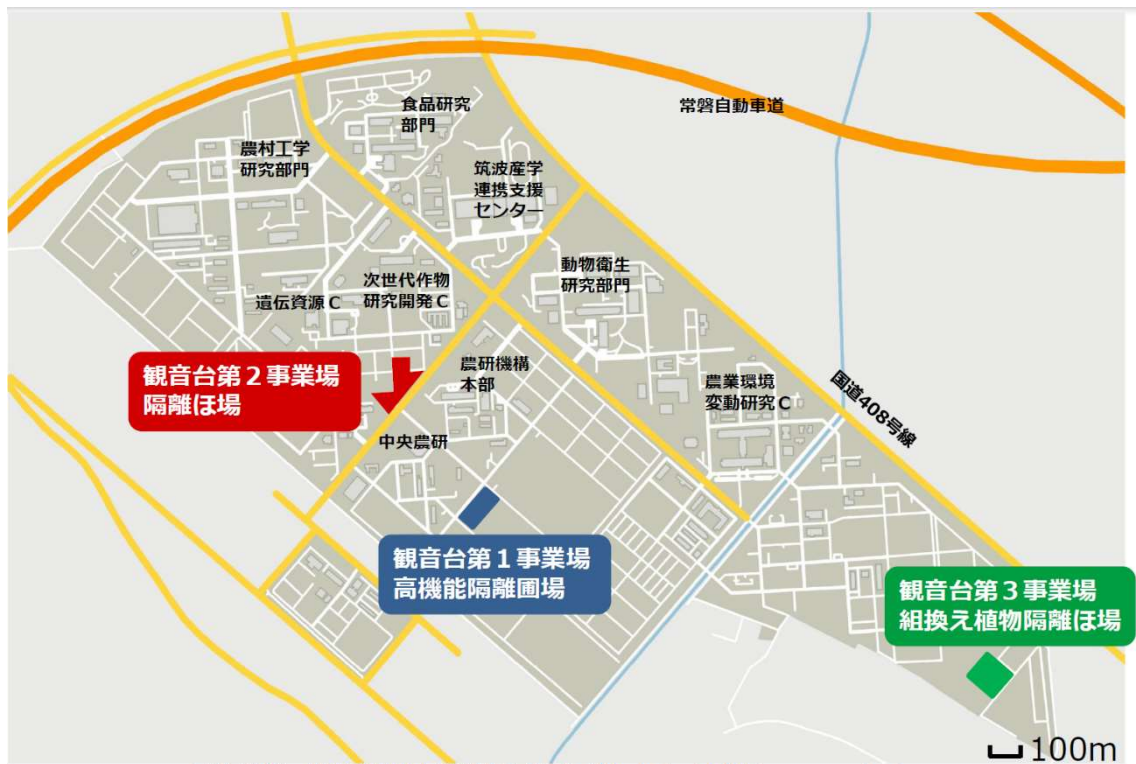 食品研究
部門
常磐自動車道
農村工学
研究部門
筑波産学
連携支援
センター
動物衛生
研究部門
次世代作物
研究開発C
遺伝資源C
観音台第２事業場
隔離ほ場
農研機構
本部
農業環境
変動研究C
国道408号線
中央農研
観音台第１事業場
高機能隔離圃場
観音台第３事業場
組換え植物隔離ほ場
100m